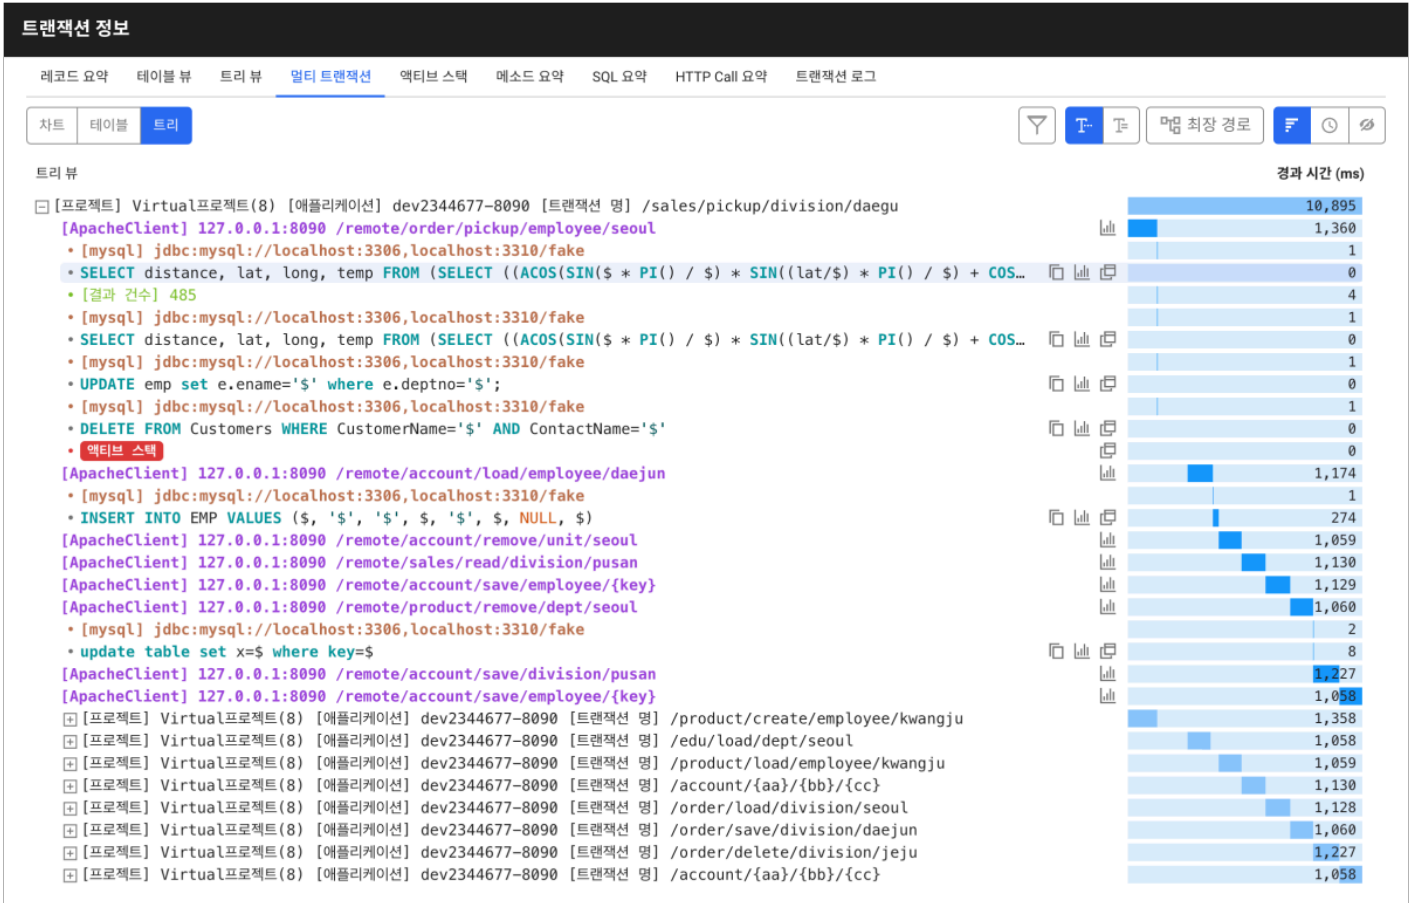 트랜잭션 정보
레코드 요약 테이블 뷰 트리 뷰 멀티 트랜잭션 액티브 스택 메소드 요약 SQL 요약 HTTP Call 요약 트랜잭션 로그
차트 테이블 트리 최장 경로
트리 뷰 경과 시간 (ms)
[프로젝트] Virtual프로젝트(8) [애플리케이션] dev2344677-8090 [트랜잭션 명] /sales/pickup/division/daegu 10,895
[ApacheClient] 127.0.0.1:8090 /remote/order/pickup/employee/seoul 1,360
• [mysql] jdbc:mysql://localhost:3306,localhost:3310/fake 1
• SELECT distance, lat, long, temp FROM (SELECT ((ACOS(SIN($ * PI() / $) * SIN((lat/$) * PI() / $) + COS... 0
• [결과 건수] 485 4
• [mysql] jdbc:mysql://localhost:3306,localhost:3310/fake 1
• SELECT distance, lat, long, temp FROM (SELECT ((ACOS(SIN($ * PI() / $) * SIN((lat/$) * PI() / $) + COS... 0
• [mysql] jdbc:mysql://localhost:3306,localhost:3310/fake 1
• UPDATE emp set e.ename='$' where e.deptno='$'; 0
• [mysql] jdbc:mysql://localhost:3306,localhost:3310/fake 1
• DELETE FROM Customers WHERE CustomerName='$' AND ContactName='$' 0
• 액티브 스택 0
[ApacheClient] 127.0.0.1:8090 /remote/account/load/employee/daejun 1,174
• [mysql] jdbc:mysql://localhost:3306,localhost:3310/fake 1
• INSERT INTO EMP VALUES ($, '$', '$', $, '$', $, NULL, $) 274
[ApacheClient] 127.0.0.1:8090 /remote/account/remove/unit/seoul 1,059
[ApacheClient] 127.0.0.1:8090 /remote/sales/read/division/pusan 1,130
[ApacheClient] 127.0.0.1:8090 /remote/account/save/employee/{key} 1,129
[ApacheClient] 127.0.0.1:8090 /remote/product/remove/dept/seoul 1,060
• [mysql] jdbc:mysql://localhost:3306,localhost:3310/fake 2
• update table set x=$ where key=$ 8
[ApacheClient] 127.0.0.1:8090 /remote/account/save/division/pusan 1,227
[ApacheClient] 127.0.0.1:8090 /remote/account/save/employee/{key} 1,058
[프로젝트] Virtual프로젝트(8) [애플리케이션] dev2344677-8090 [트랜잭션 명] /product/create/employee/kwangju 1,358
[프로젝트] Virtual프로젝트(8) [애플리케이션] dev2344677-8090 [트랜잭션 명] /edu/load/dept/seoul 1,058
[프로젝트] Virtual프로젝트(8) [애플리케이션] dev2344677-8090 [트랜잭션 명] /product/load/employee/kwangju 1,059
[프로젝트] Virtual프로젝트(8) [애플리케이션] dev2344677-8090 [트랜잭션 명] /account/{aa}/{bb}/{cc} 1,130
[프로젝트] Virtual프로젝트(8) [애플리케이션] dev2344677-8090 [트랜잭션 명] /order/load/division/seoul 1,128
[프로젝트] Virtual프로젝트(8) [애플리케이션] dev2344677-8090 [트랜잭션 명] /order/save/division/daejun 1,060
[프로젝트] Virtual프로젝트(8) [애플리케이션] dev2344677-8090 [트랜잭션 명] /order/delete/division/jeju 1,227
[프로젝트] Virtual프로젝트(8) [애플리케이션] dev2344677-8090 [트랜잭션 명] /account/{aa}/{bb}/{cc} 1,058